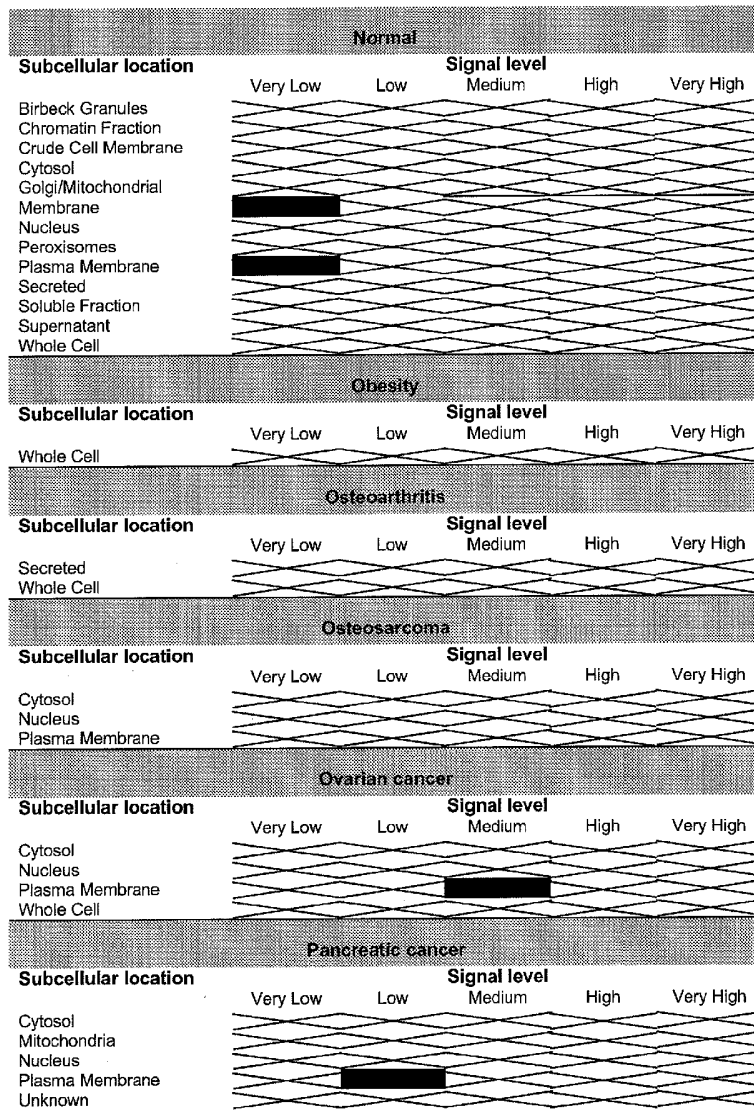 Normal
Subcellular location Signal level
Very Low Low Medium High Very High
Birbeck Granules
Chromatin Fraction
Crude Cell Membrane
Cytosol
Golgi/Mitochondrial
Membrane
Nucleus
Peroxisomes
Plasma Membrane
Secreted
Soluble Fraction
Supernatant
Whole Cell
Obesity
Subcellular location Signal level
Very Low Low Medium High Very High
Whole Cell
Osteoarthritis
Subcellular location Signal level
Very Low Low Medium High Very High
Secreted
Whole Cell
Osteosarcoma
Subcellular location Signal level
Very Low Low Medium High Very High
Cytosol
Nucleus
Plasma Membrane
Ovarian cancer
Subcellular location Signal level
Very Low Low Medium High Very High
Cytosol
Nucleus
Plasma Membrane
Whole Cell
Pancreatic cancer
Subcellular location Signal level
Very Low Low Medium High Very High
Cytosol
Mitochondria
Nucleus
Plasma Membrane
Unknown